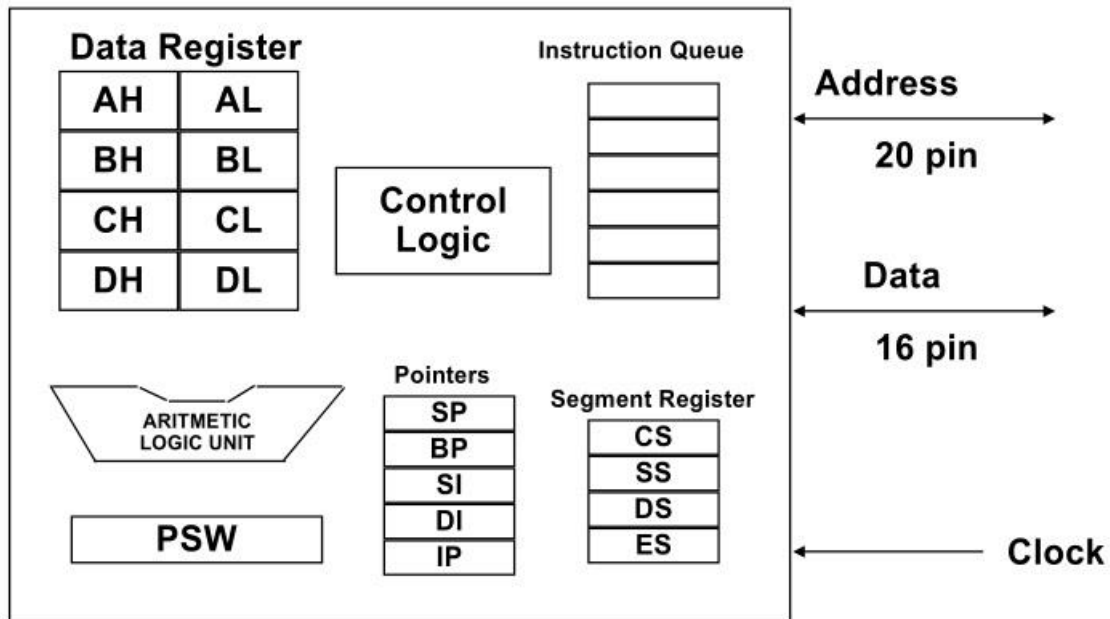 Data Register
AH AL
BH BL
CH CL
DH DL
Control
Logic
Instruction Queue
Address
20 pin
Data
16 pin
ARITMETIC
LOGIC UNIT
PSW
Pointers
SP
BP
SI
DI
IP
Segment Register
CS
SS
DS
ES
Clock